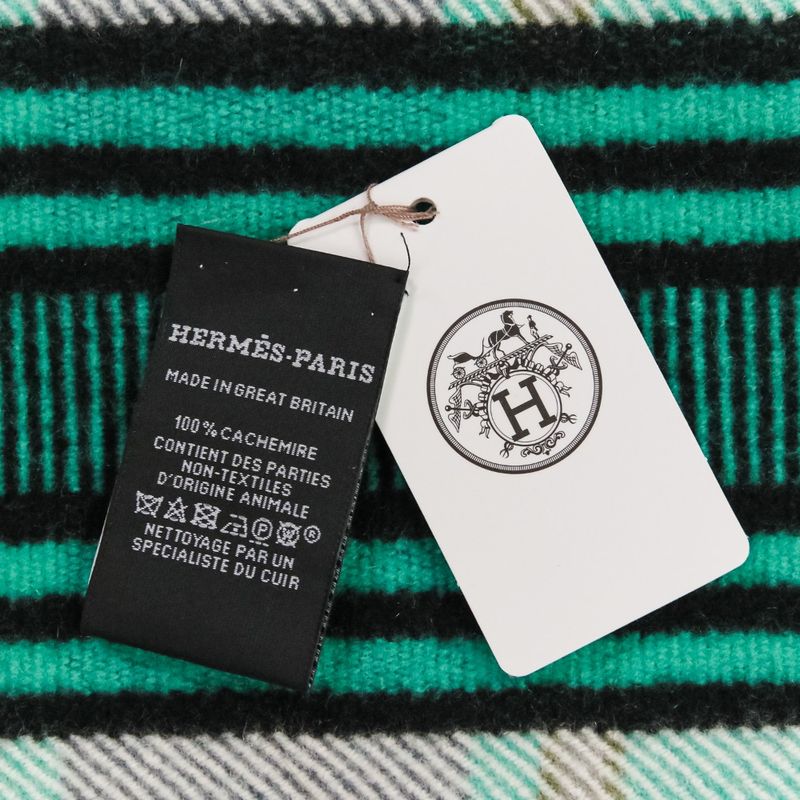 HERMÈS-PARIS
MADE IN GREAT BRITAIN
100% CACHEMIRE
CONTIENT DES PARTIES
NON-TEXTILES
D'ORIGINE ANIMALE
P W ®
NETTOYAGE PAR UN
SPECIALISTE DU CUIR
H